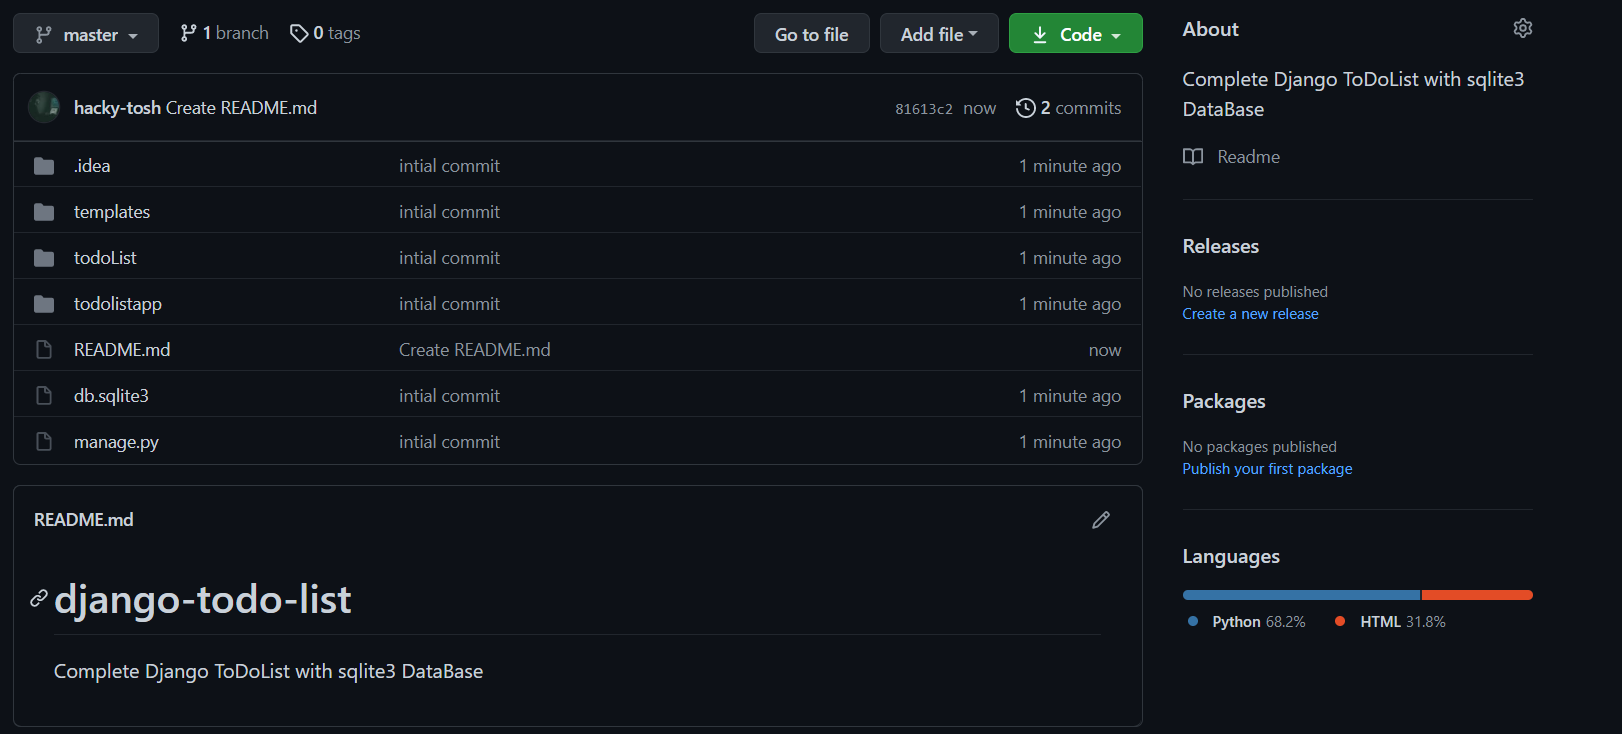 master 1 branch 0 tags Go to file Add file Code
hacky-tosh Create README.md 81613c2 now 2 commits
.idea intial commit 1 minute ago
templates intial commit 1 minute ago
todoList intial commit 1 minute ago
todolistapp intial commit 1 minute ago
README.md Create README.md now
db.sqlite3 intial commit 1 minute ago
manage.py intial commit 1 minute ago
README.md
django-todo-list
Complete Django ToDoList with sqlite3 DataBase
About
Complete Django ToDoList with sqlite3
DataBase
Readme
Releases
No releases published
Create a new release
Packages
No packages published
Publish your first package
Languages
Python 68.2% HTML 31.8%